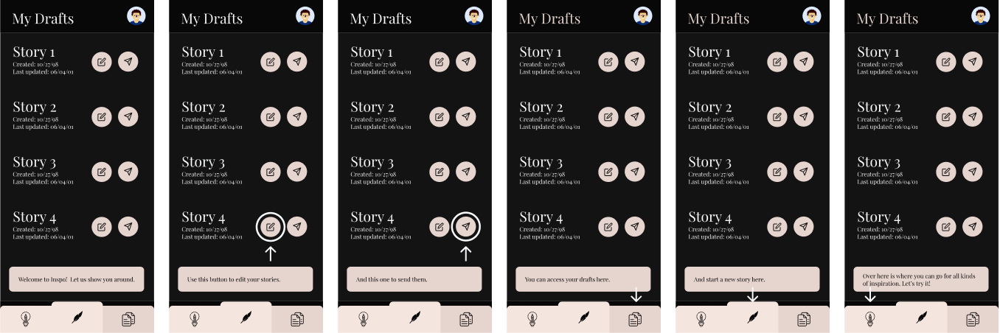 My Drafts
Story 1
Created: 10/27/98
Last updated: 06/04/01
Story 2
Created: 10/27/98
Last updated: 06/04/01
Story 3
Created: 10/27/98
Last updated: 06/04/01
Story 4
Created: 10/27/98
Last updated: 06/04/01
Welcome to Inspo! Let us show you around.
My Drafts
Story 1
Created: 10/27/98
Last updated: 06/04/01
Story 2
Created: 10/27/98
Last updated: 06/04/01
Story 3
Created: 10/27/98
Last updated: 06/04/01
Story 4
Created: 10/27/98
Last updated: 06/04/01
Use this button to edit your stories.
My Drafts
Story 1
Created: 10/27/98
Last updated: 06/04/01
Story 2
Created: 10/27/98
Last updated: 06/04/01
Story 3
Created: 10/27/98
Last updated: 06/04/01
Story 4
Created: 10/27/98
Last updated: 06/04/01
And this one to send them.
My Drafts
Story 1
Created: 10/27/98
Last updated: 06/04/01
Story 2
Created: 10/27/98
Last updated: 06/04/01
Story 3
Created: 10/27/98
Last updated: 06/04/01
Story 4
Created: 10/27/98
Last updated: 06/04/01
You can access your drafts here.
My Drafts
Story 1
Created: 10/27/98
Last updated: 06/04/01
Story 2
Created: 10/27/98
Last updated: 06/04/01
Story 3
Created: 10/27/98
Last updated: 06/04/01
Story 4
Created: 10/27/98
Last updated: 06/04/01
And start a new story here.
My Drafts
Story 1
Created: 10/27/98
Last updated: 06/04/01
Story 2
Created: 10/27/98
Last updated: 06/04/01
Story 3
Created: 10/27/98
Last updated: 06/04/01
Story 4
Created: 10/27/98
Last updated: 06/04/01
Over here is where you can go for all kinds
of inspiration. Let's try it!